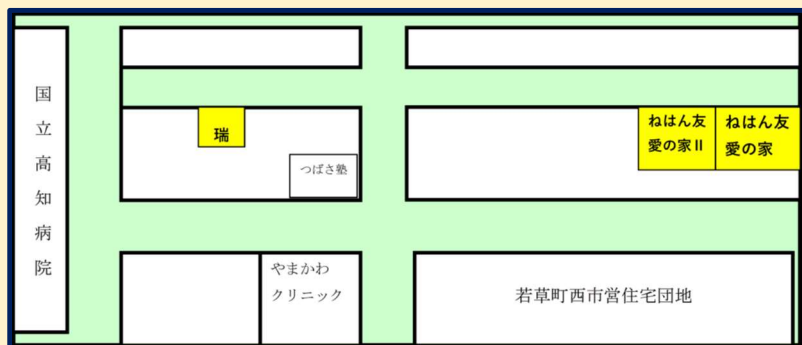 国立高知病院
瑞
つばさ塾
ねはん友
愛の家Ⅱ
ねはん友
愛の家
やまかわ
クリニック
若草町西市営住宅団地